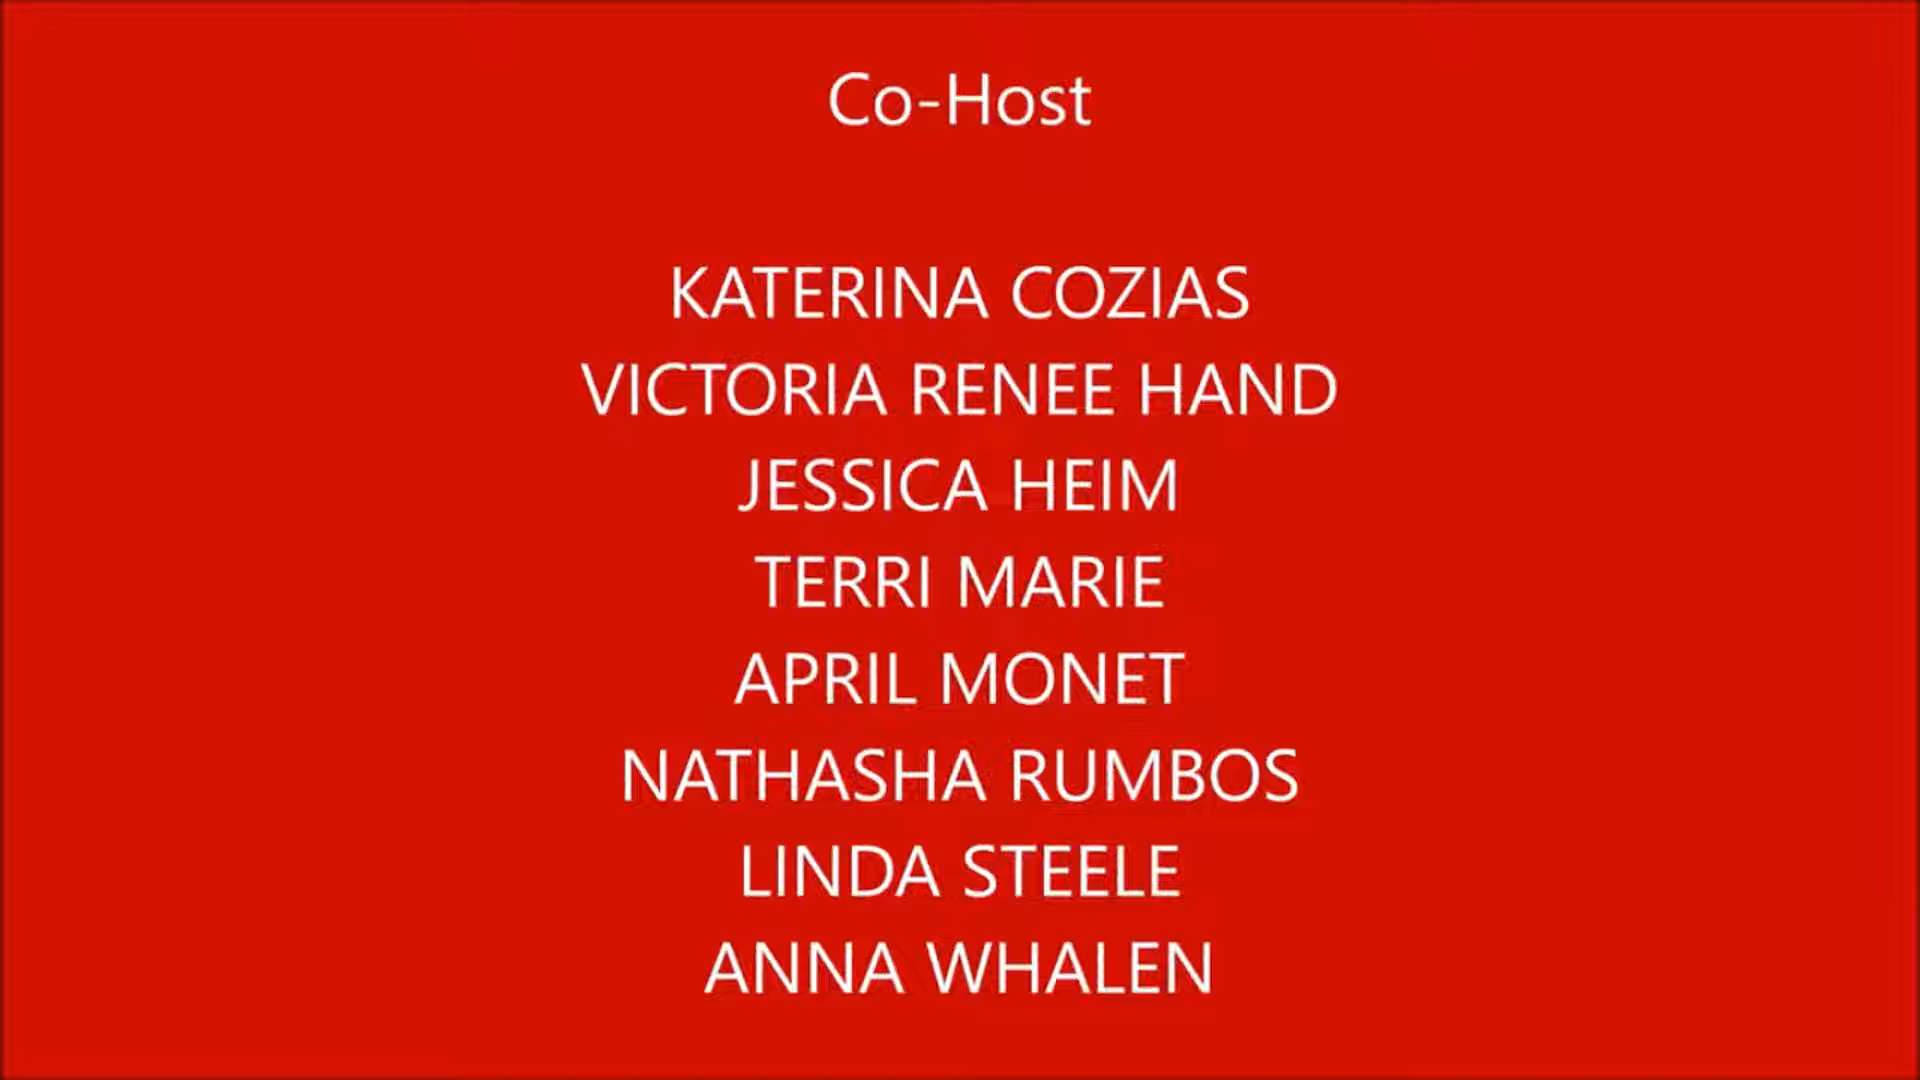 Co-Host
KATERINA COZIAS
VICTORIA RENEE HAND
JESSICA HEIM
TERRI MARIE
APRIL MONET
NATHASHA RUMBOS
LINDA STEELE
ANNA WHALEN